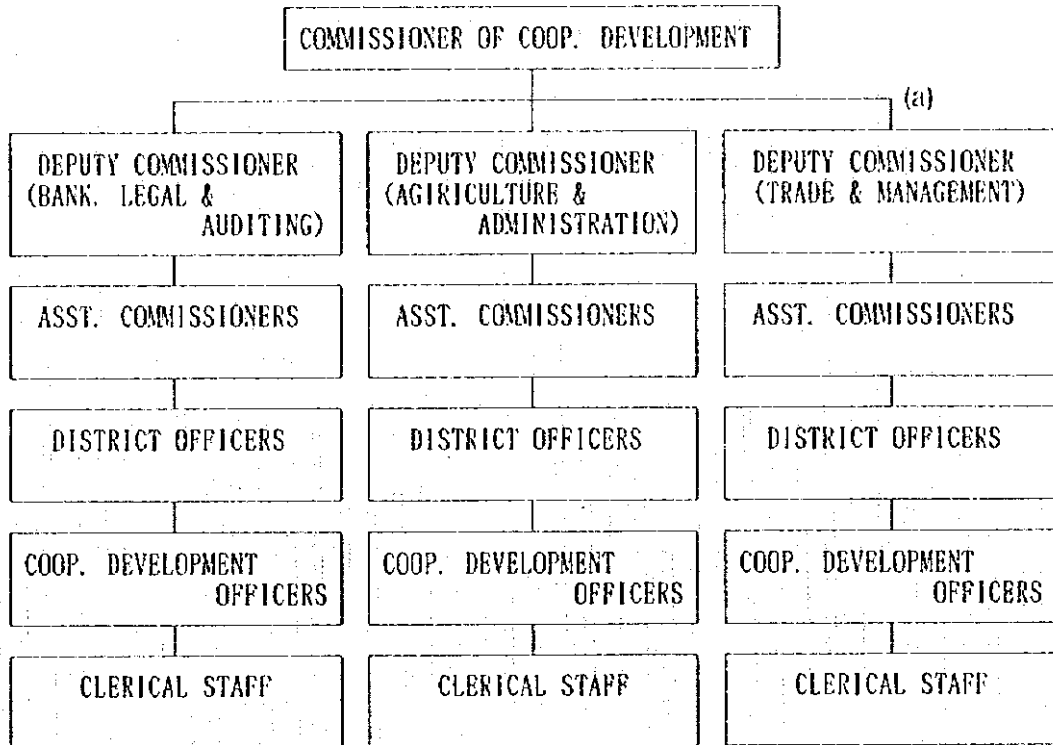 COMMISSIONER OF COOP. DEVELOPMENT
(a)
DEPUTY COMMISSIONER
(BANK. LEGAL &
AUDITING)
DEPUTY COMMISSIONER
(AGIRICULTURE &
ADMINISTRATION)
DEPUTY COMMISSIONER
(TRADE & MANAGEMENT)
ASST. COMMISSIONERS
ASST. COMMISSIONERS
ASST. COMMISSIONERS
DISTRICT OFFICERS
DISTRICT OFFICERS
DISTRICT OFFICERS
COOP. DEVELOPMENT
OFFICERS
COOP. DEVELOPMENT
OFFICERS
COOP. DEVELOPMENT
OFFICERS
CLERICAL STAFF
CLERICAL STAFF
CLERICAL STAFF